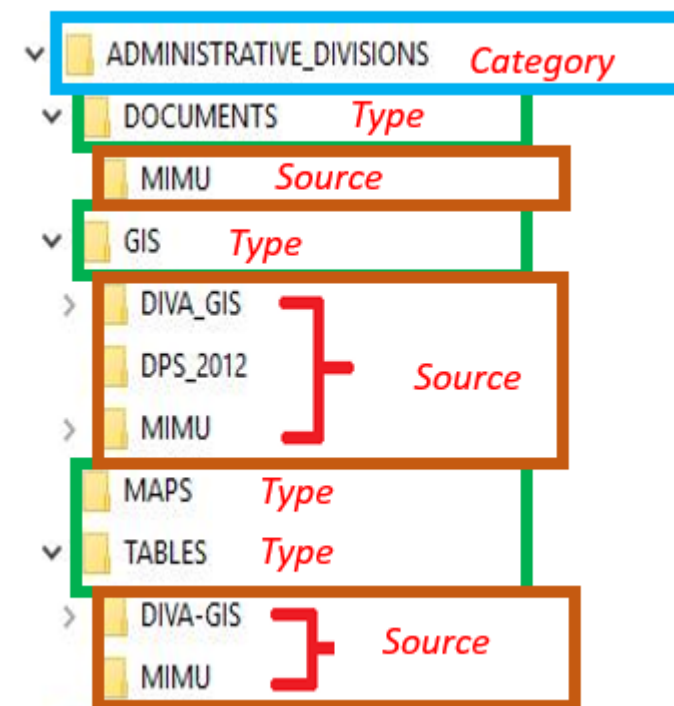 ADMINISTRATIVE_DIVISIONS Category
DOCUMENTS Type
MIMU Source
GIS Type
DIVA_GIS
DPS_2012 Source
MIMU
MAPS Type
TABLES Type
DIVA-GIS
Source
MIMU